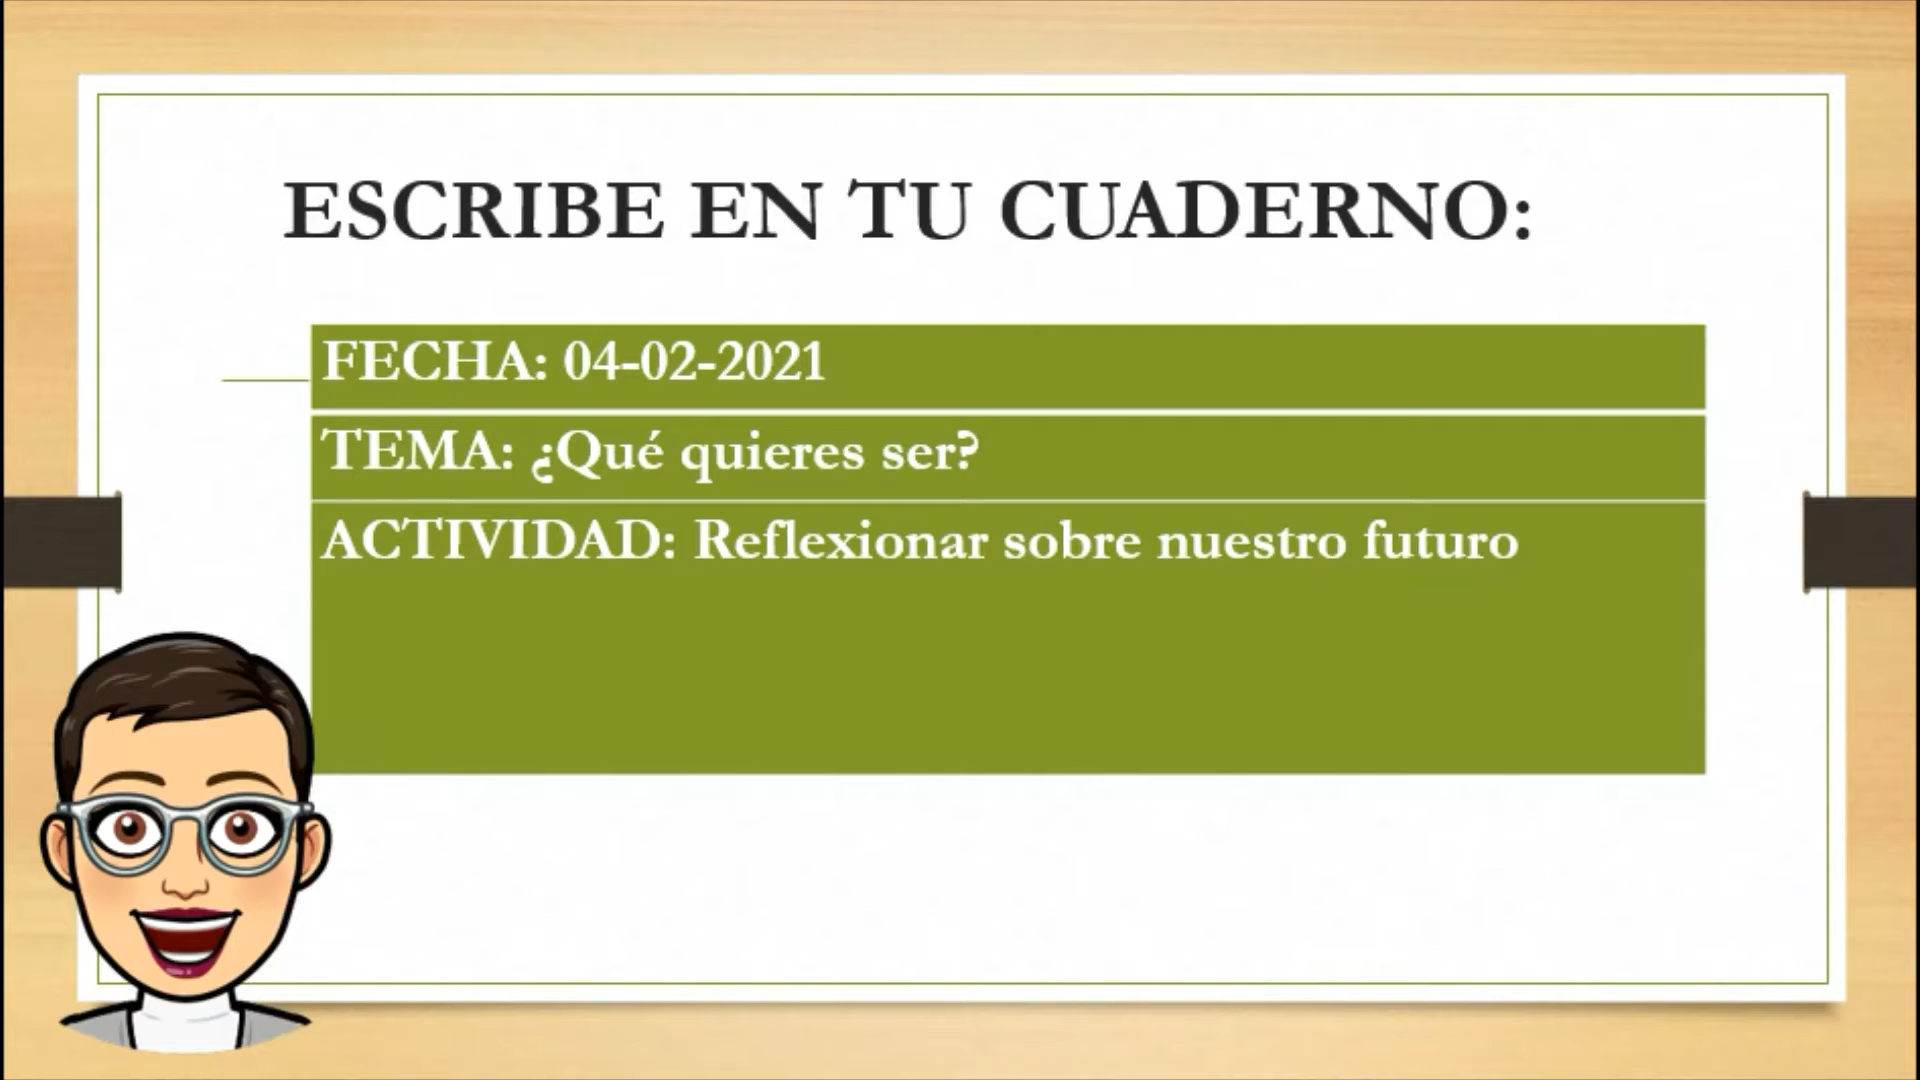 ESCRIBE EN TU CUADERNO:
FECHA: 04-02-2021
TEMA: ¿Qué quieres ser?
ACTIVIDAD: Reflexionar sobre nuestro futuro